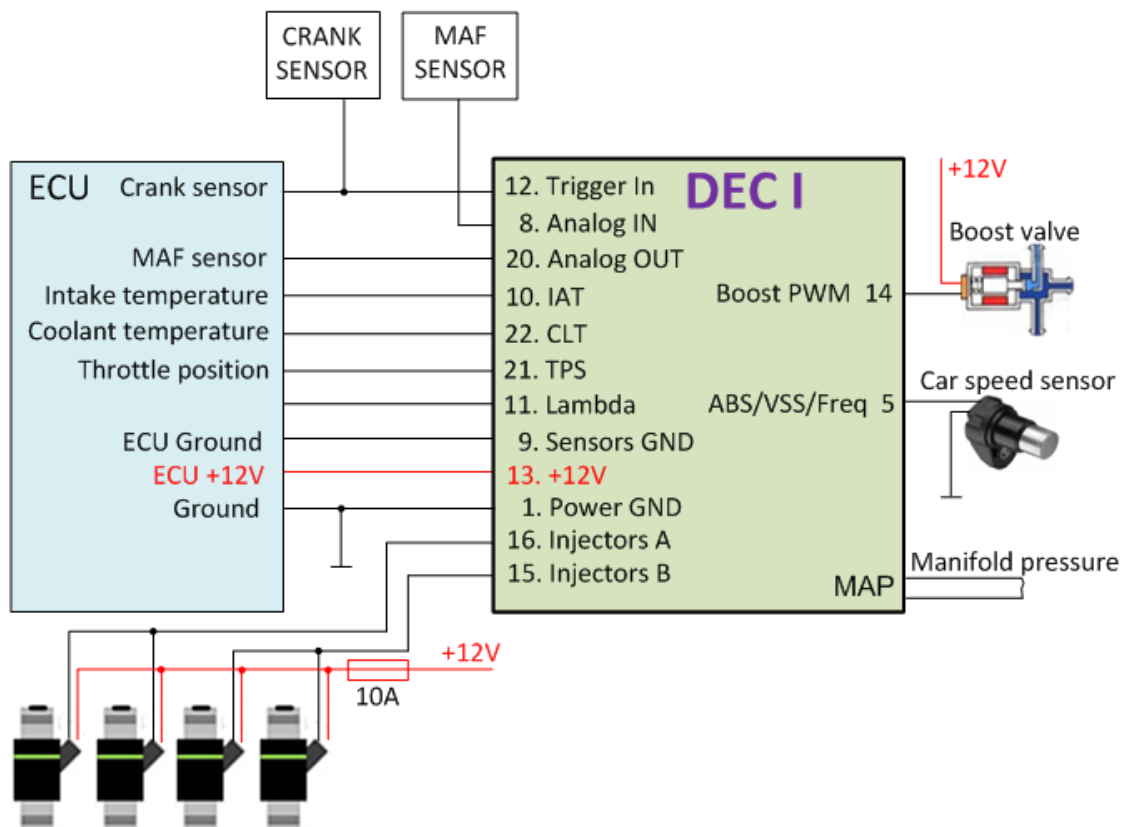 CRANK
SENSOR
MAF
SENSOR
ECU
Crank sensor
MAF sensor
Intake temperature
Coolant temperature
Throttle position
ECU Ground
ECU +12V
Ground
DEC I
12. Trigger In
8. Analog IN
20. Analog OUT
10. IAT
22. CLT
21. TPS
11. Lambda
9. Sensors GND
13. +12V
1. Power GND
16. Injectors A
15. Injectors B
Boost PWM 14
ABS/VSS/Freq 5
MAP
+12V
Boost valve
Car speed sensor
Manifold pressure
+12V
10A